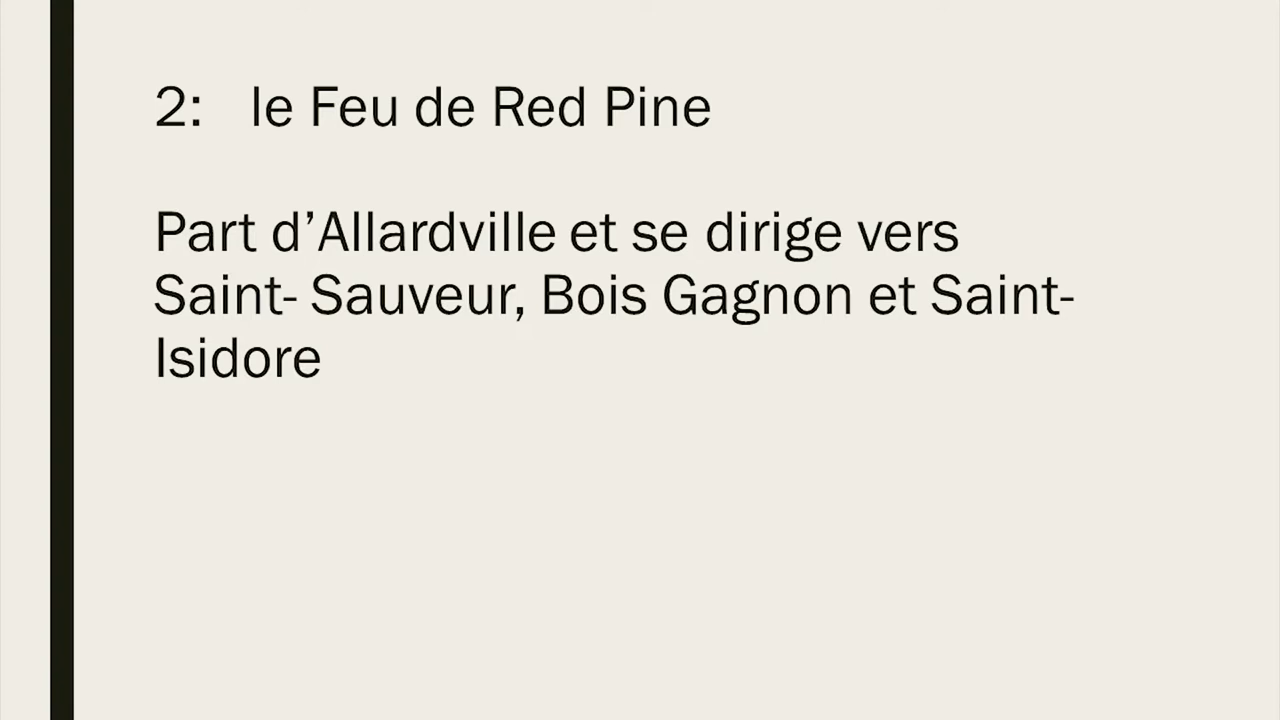 2: le Feu de Red Pine
Part d’Allardville et se dirige vers
Saint- Sauveur, Bois Gagnon et Saint-
Isidore